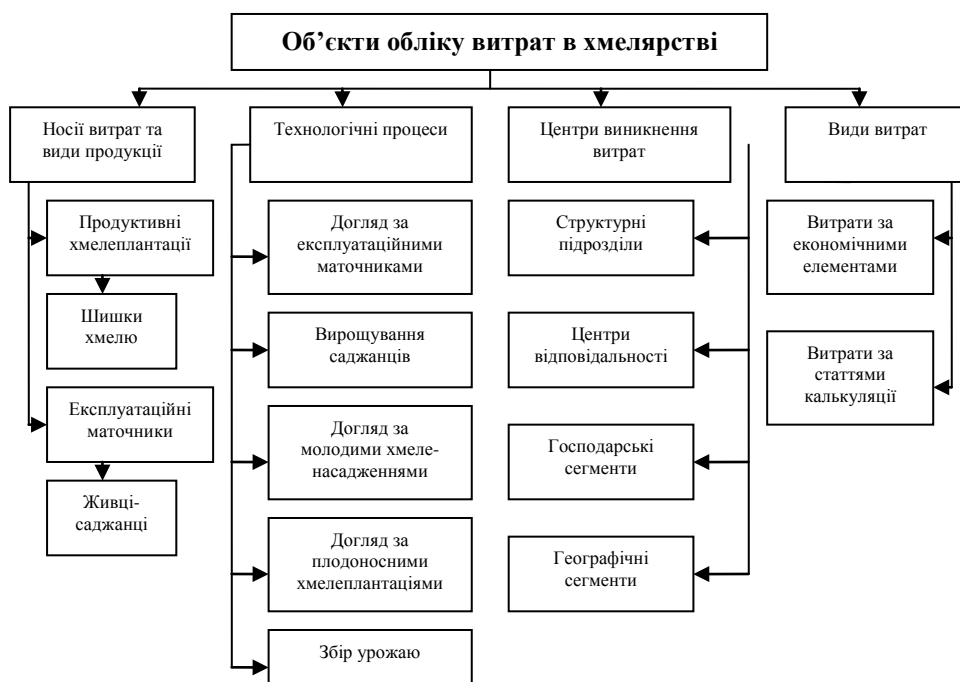 Об’єкти обліку витрат в хмелярстві
Носії витрат та
види продукції
Технологічні процеси
Центри виникнення
витрат
Види витрат
Продуктивні
хмелеплантації
Шишки
хмелю
Експлуатаційні
маточники
Живці-
саджанці
Догляд за
експлуатаційними
маточниками
Вирощування
саджанців
Догляд за
молодими хмеле-
насадженнями
Догляд за
плодоносними
хмелеплантаціями
Збір урожаю
Структурні
підрозділи
Центри
відповідальності
Господарські
сегменти
Географічні
сегменти
Витрати за
економічними
елементами
Витрати за
статтями
калькуляції